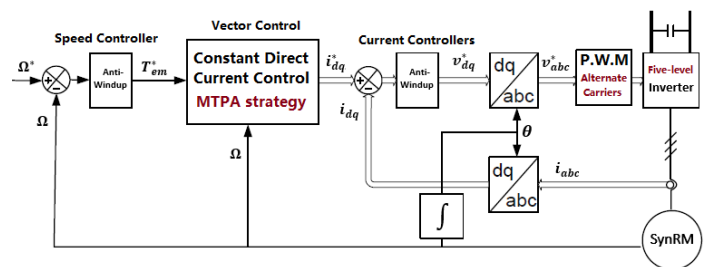 Speed Controller
Vector Control
Current Controllers
Ω*
+
−
Anti-
Windup
T*em
Constant Direct
Current Control
MTPA strategy
i*dq
+
−
Anti-
Windup
v*dq
dq
abc
v*abc
P.W.M
Alternate
Carriers
Five-level
Inverter
Ω
Ω
idq
θ
dq
abc
iabc
∫
SynRM